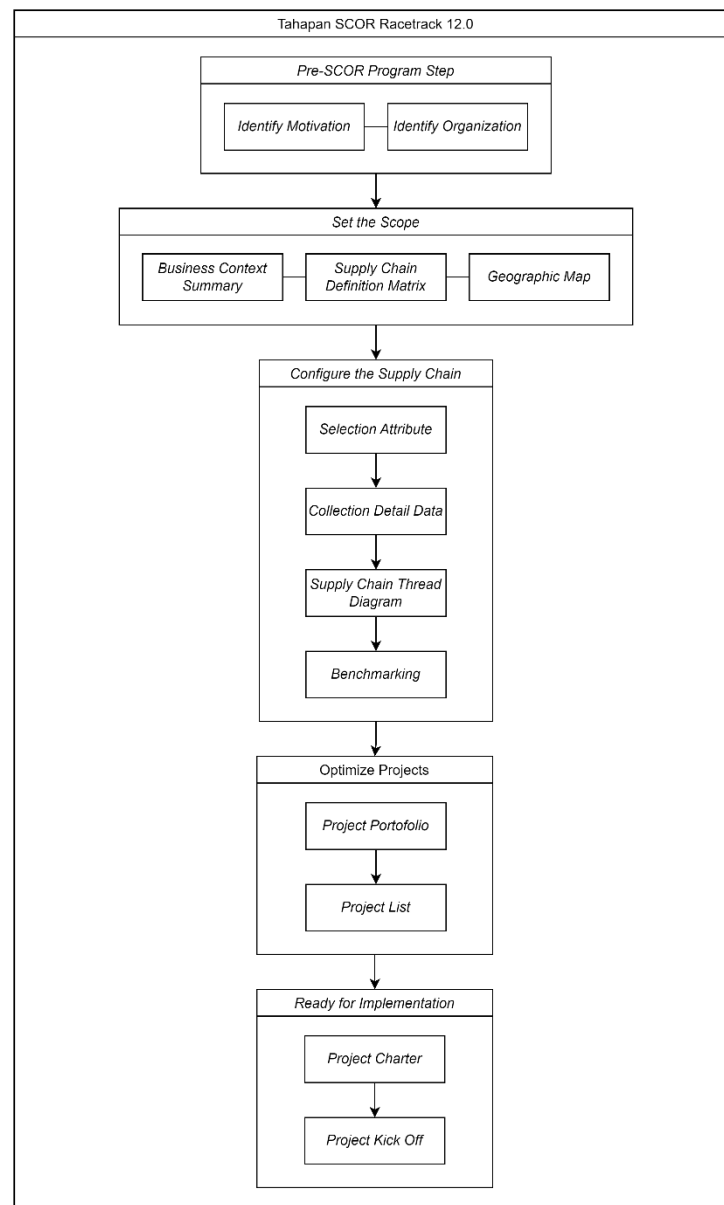 Tahapan SCOR Racetrack 12.0
Pre-SCOR Program Step
Identify Motivation
Identify Organization
Set the Scope
Business Context
Summary
Supply Chain
Definition Matrix
Geographic Map
Configure the Supply Chain
Selection Attribute
Collection Detail Data
Supply Chain Thread
Diagram
Benchmarking
Optimize Projects
Project Portofolio
Project List
Ready for Implementation
Project Charter
Project Kick Off